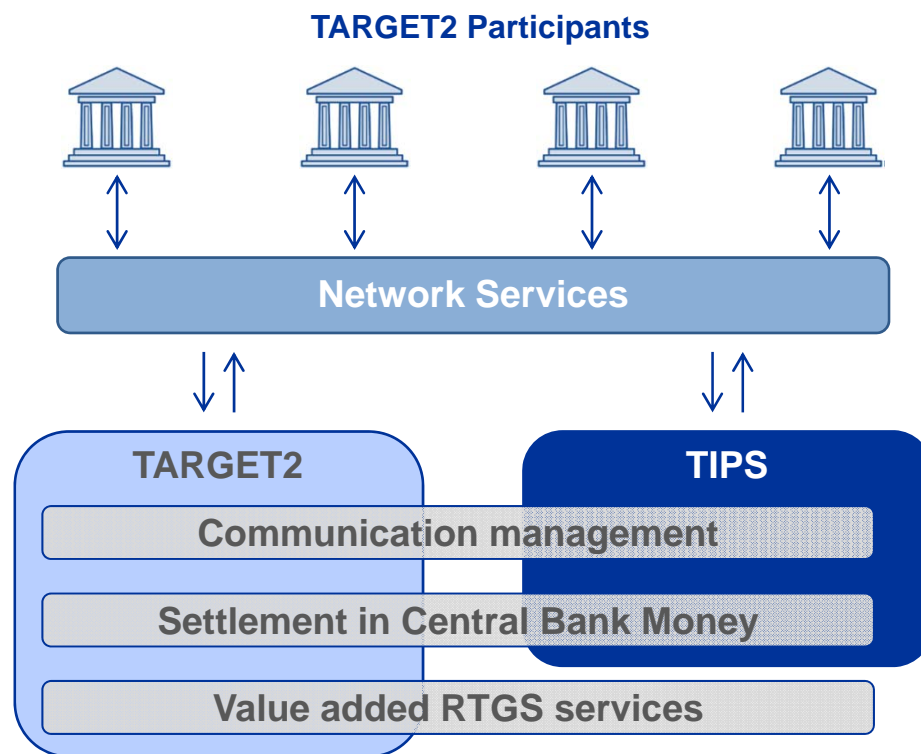 TARGET2 Participants
Network Services
TARGET2
TIPS
Communication management
Settlement in Central Bank Money
Value added RTGS services